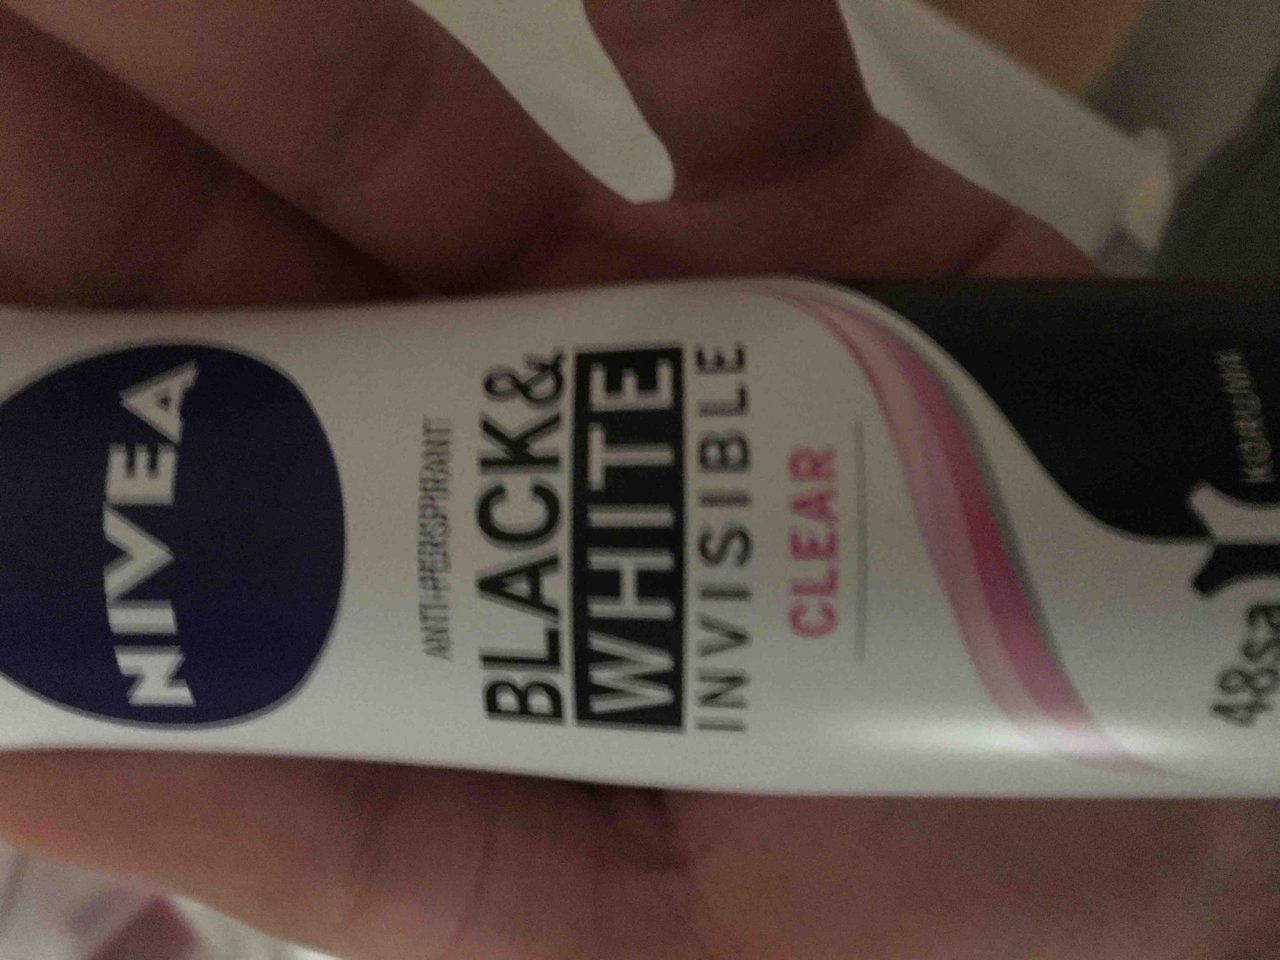 NIVEA
ANTI-PERSPIRANT
BLACK&
WHITE
INVISIBLE
CLEAR
48sa
KORUMA